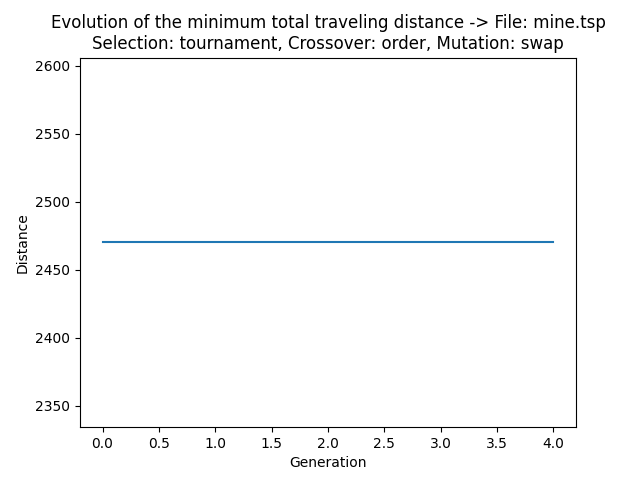 Evolution of the minimum total traveling distance -> File: mine.tsp
Selection: tournament, Crossover: order, Mutation: swap
2600
2550
2500
2450
2400
2350
Distance
0.0 0.5 1.0 1.5 2.0 2.5 3.0 3.5 4.0
Generation